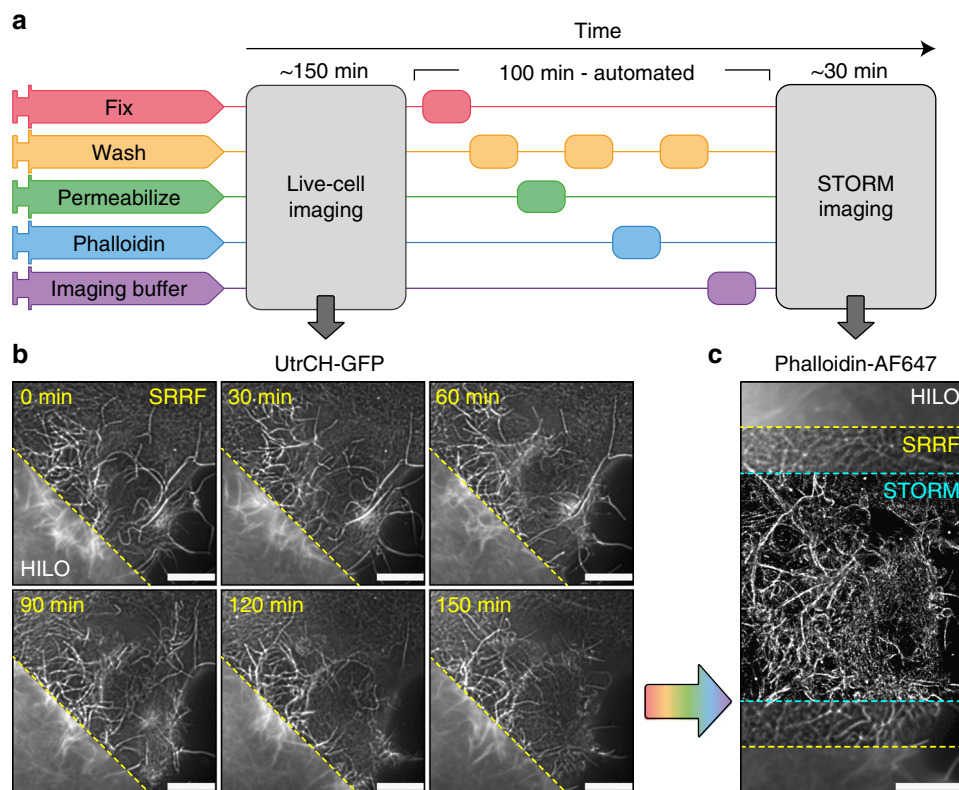 a
Time
~150 min
100 min - automated
~30 min
Fix
Wash
Permeabilize
Phalloidin
Imaging buffer
Live-cell
imaging
STORM
imaging
b
UtrCH-GFP
0 min
SRRF
30 min
60 min
HILO
90 min
120 min
150 min
c
Phalloidin-AF647
HILO
SRRF
STORM